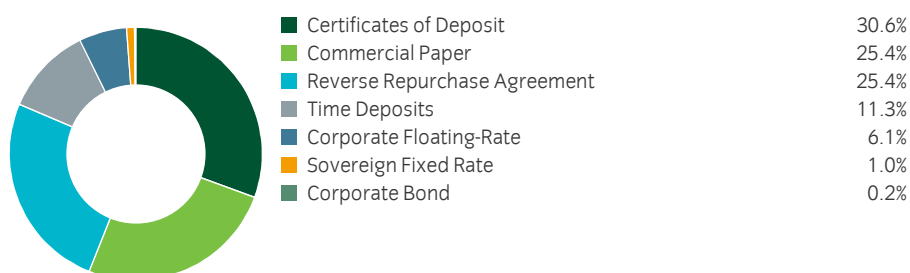 Certificates of Deposit 30.6%
Commercial Paper 25.4%
Reverse Repurchase Agreement 25.4%
Time Deposits 11.3%
Corporate Floating-Rate 6.1%
Sovereign Fixed Rate 1.0%
Corporate Bond 0.2%